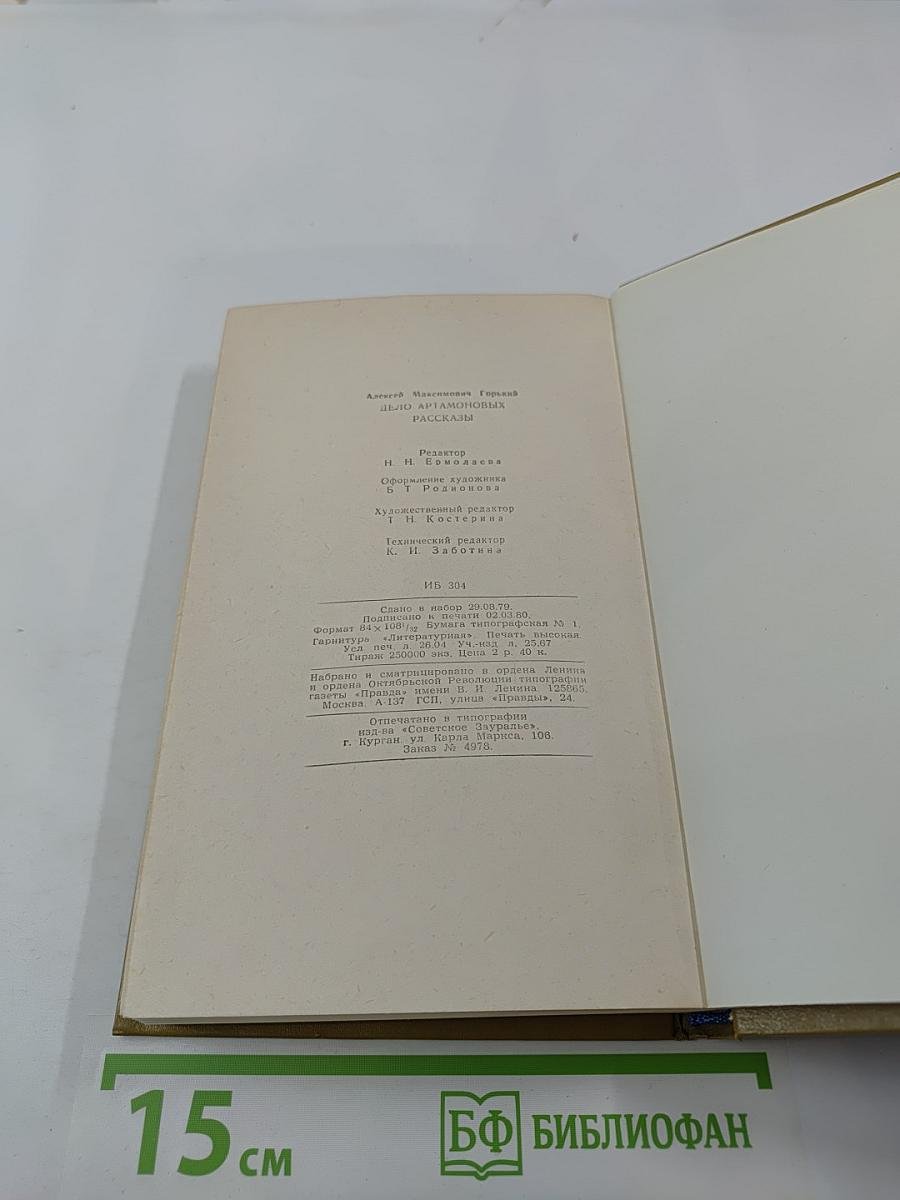 Алексей Максимович Горький
ДЕЛО АРТАМОНОВЫХ
РАССКАЗЫ
Редактор
Н. Н. Ермолаева
Оформление художника
Б Т Родионова
Художественный редактор
Т Н. Костерина
Технический редактор
К. И. Заботина
ИБ 304
Сдано в набор 29.08.79.
Подписано к печати 02.03.80.
Формат 84×108¹/₃₂ Бумага типографская № 1.
Гарнитура «Литературная». Печать высокая.
Усл печ. л. 26.04 Уч.-изд л. 25,67
Тираж 250000 экз. Цена 2 р. 40 к.
Набрано и сматрицировано в ордена Ленина
и ордена Октябрьской Революции типографии
газеты «Правда» имени В. И. Ленина. 125865,
Москва, А-137 ГСП, улица «Правды», 24.
Отпечатано в типографии
изд-ва «Советское Зауралье»,
г. Курган, ул. Карла Маркса, 106.
Заказ № 4978.
15 см
БФ БИБЛИОФАН